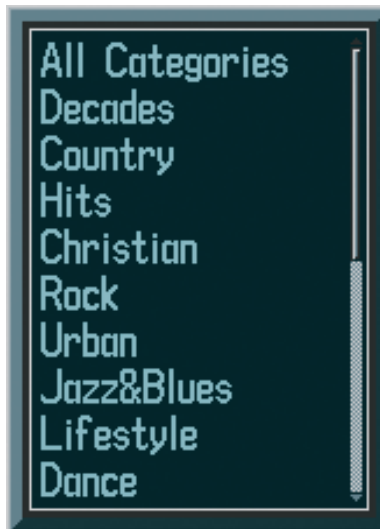 All Categories
Decades
Country
Hits
Christian
Rock
Urban
Jazz&Blues
Lifestyle
Dance